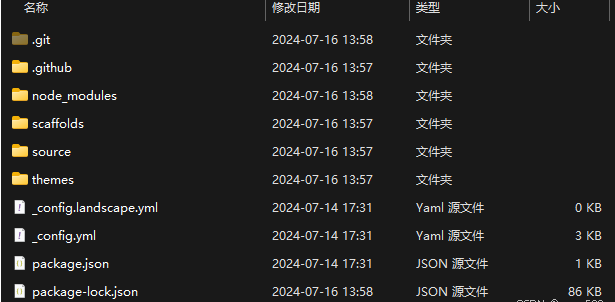 名称 修改日期 类型 大小
.git 2024-07-16 13:58 文件夹
.github 2024-07-16 13:57 文件夹
node_modules 2024-07-16 13:58 文件夹
scaffolds 2024-07-16 13:57 文件夹
source 2024-07-16 13:57 文件夹
themes 2024-07-16 13:57 文件夹
_config.landscape.yml 2024-07-14 17:31 Yaml 源文件 0 KB
_config.yml 2024-07-14 17:31 Yaml 源文件 3 KB
package.json 2024-07-14 17:31 JSON 源文件 1 KB
package-lock.json 2024-07-16 13:58 JSON 源文件 86 KB